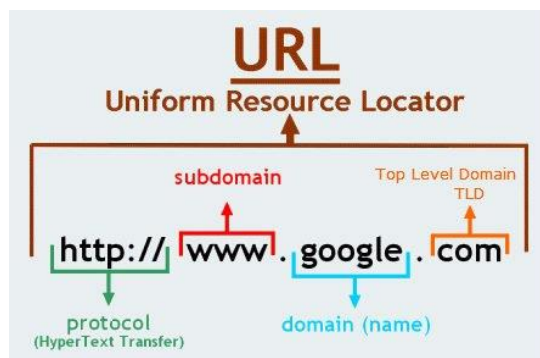 URL
Uniform Resource Locator
subdomain
Top Level Domain
TLD
http:// www . google . com
protocol
(HyperText Transfer)
domain (name)